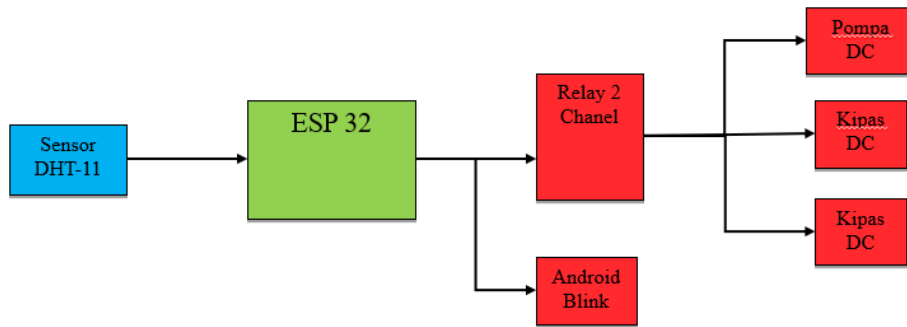 Sensor
DHT-11
ESP 32
Relay 2
Chanel
Android
Blink
Pompa
DC
Kipas
DC
Kipas
DC